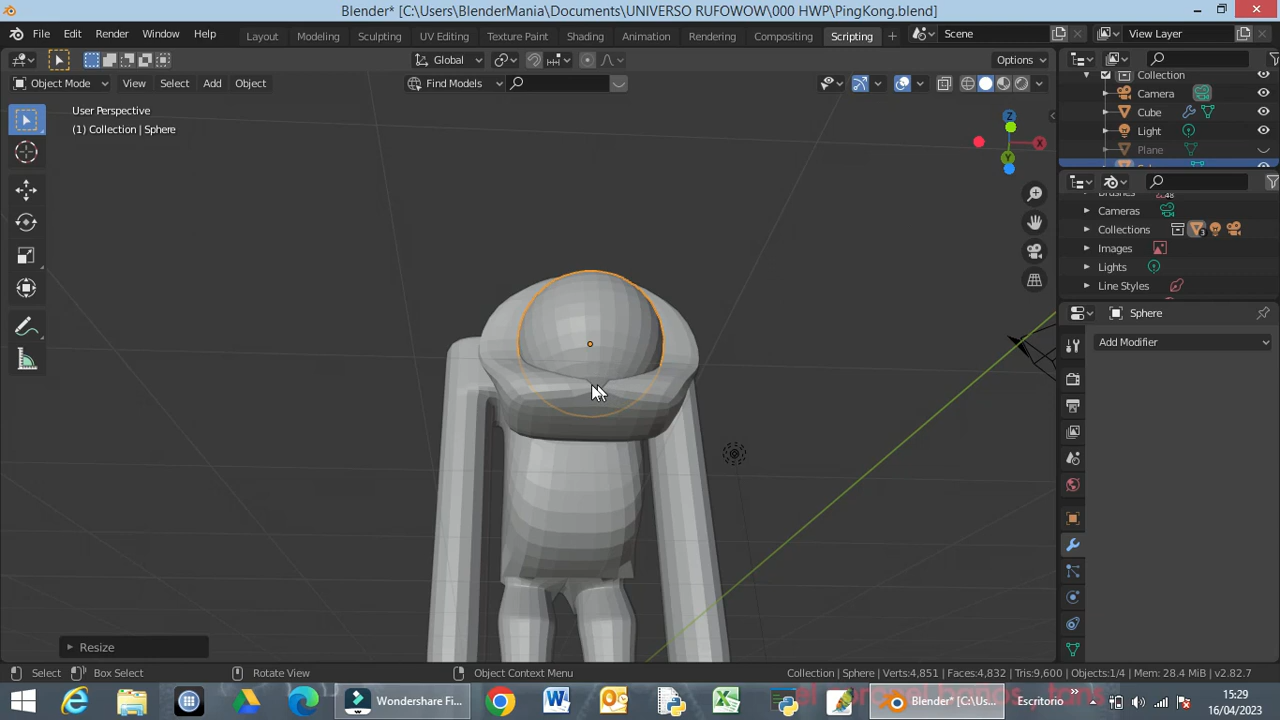 Blender* [C:\Users\BlenderMania\Documents\UNIVERSO RUFOWOW\000 HWP\PingKong.blend]
File Edit Render Window Help Layout Modeling Sculpting UV Editing Texture Paint Shading Animation Rendering Compositing Scripting + Scene View Layer
Global Options
Object Mode View Select Add Object Find Models
Collection
User Perspective
(1) Collection | Sphere
Camera
Cube
Light
Plane
Cameras
Collections
Images
Lights
Line Styles
Sphere
Add Modifier
Resize
Select Box Select Rotate View Object Context Menu Collection | Sphere | Verts:4,851 | Faces:4,832 | Tris:9,600 | Objects:1/4 | Mem: 28.4 MiB | v2.82.7
Wondershare Fi... Blender* [C:\Us... Escritorio 15:29
16/04/2023